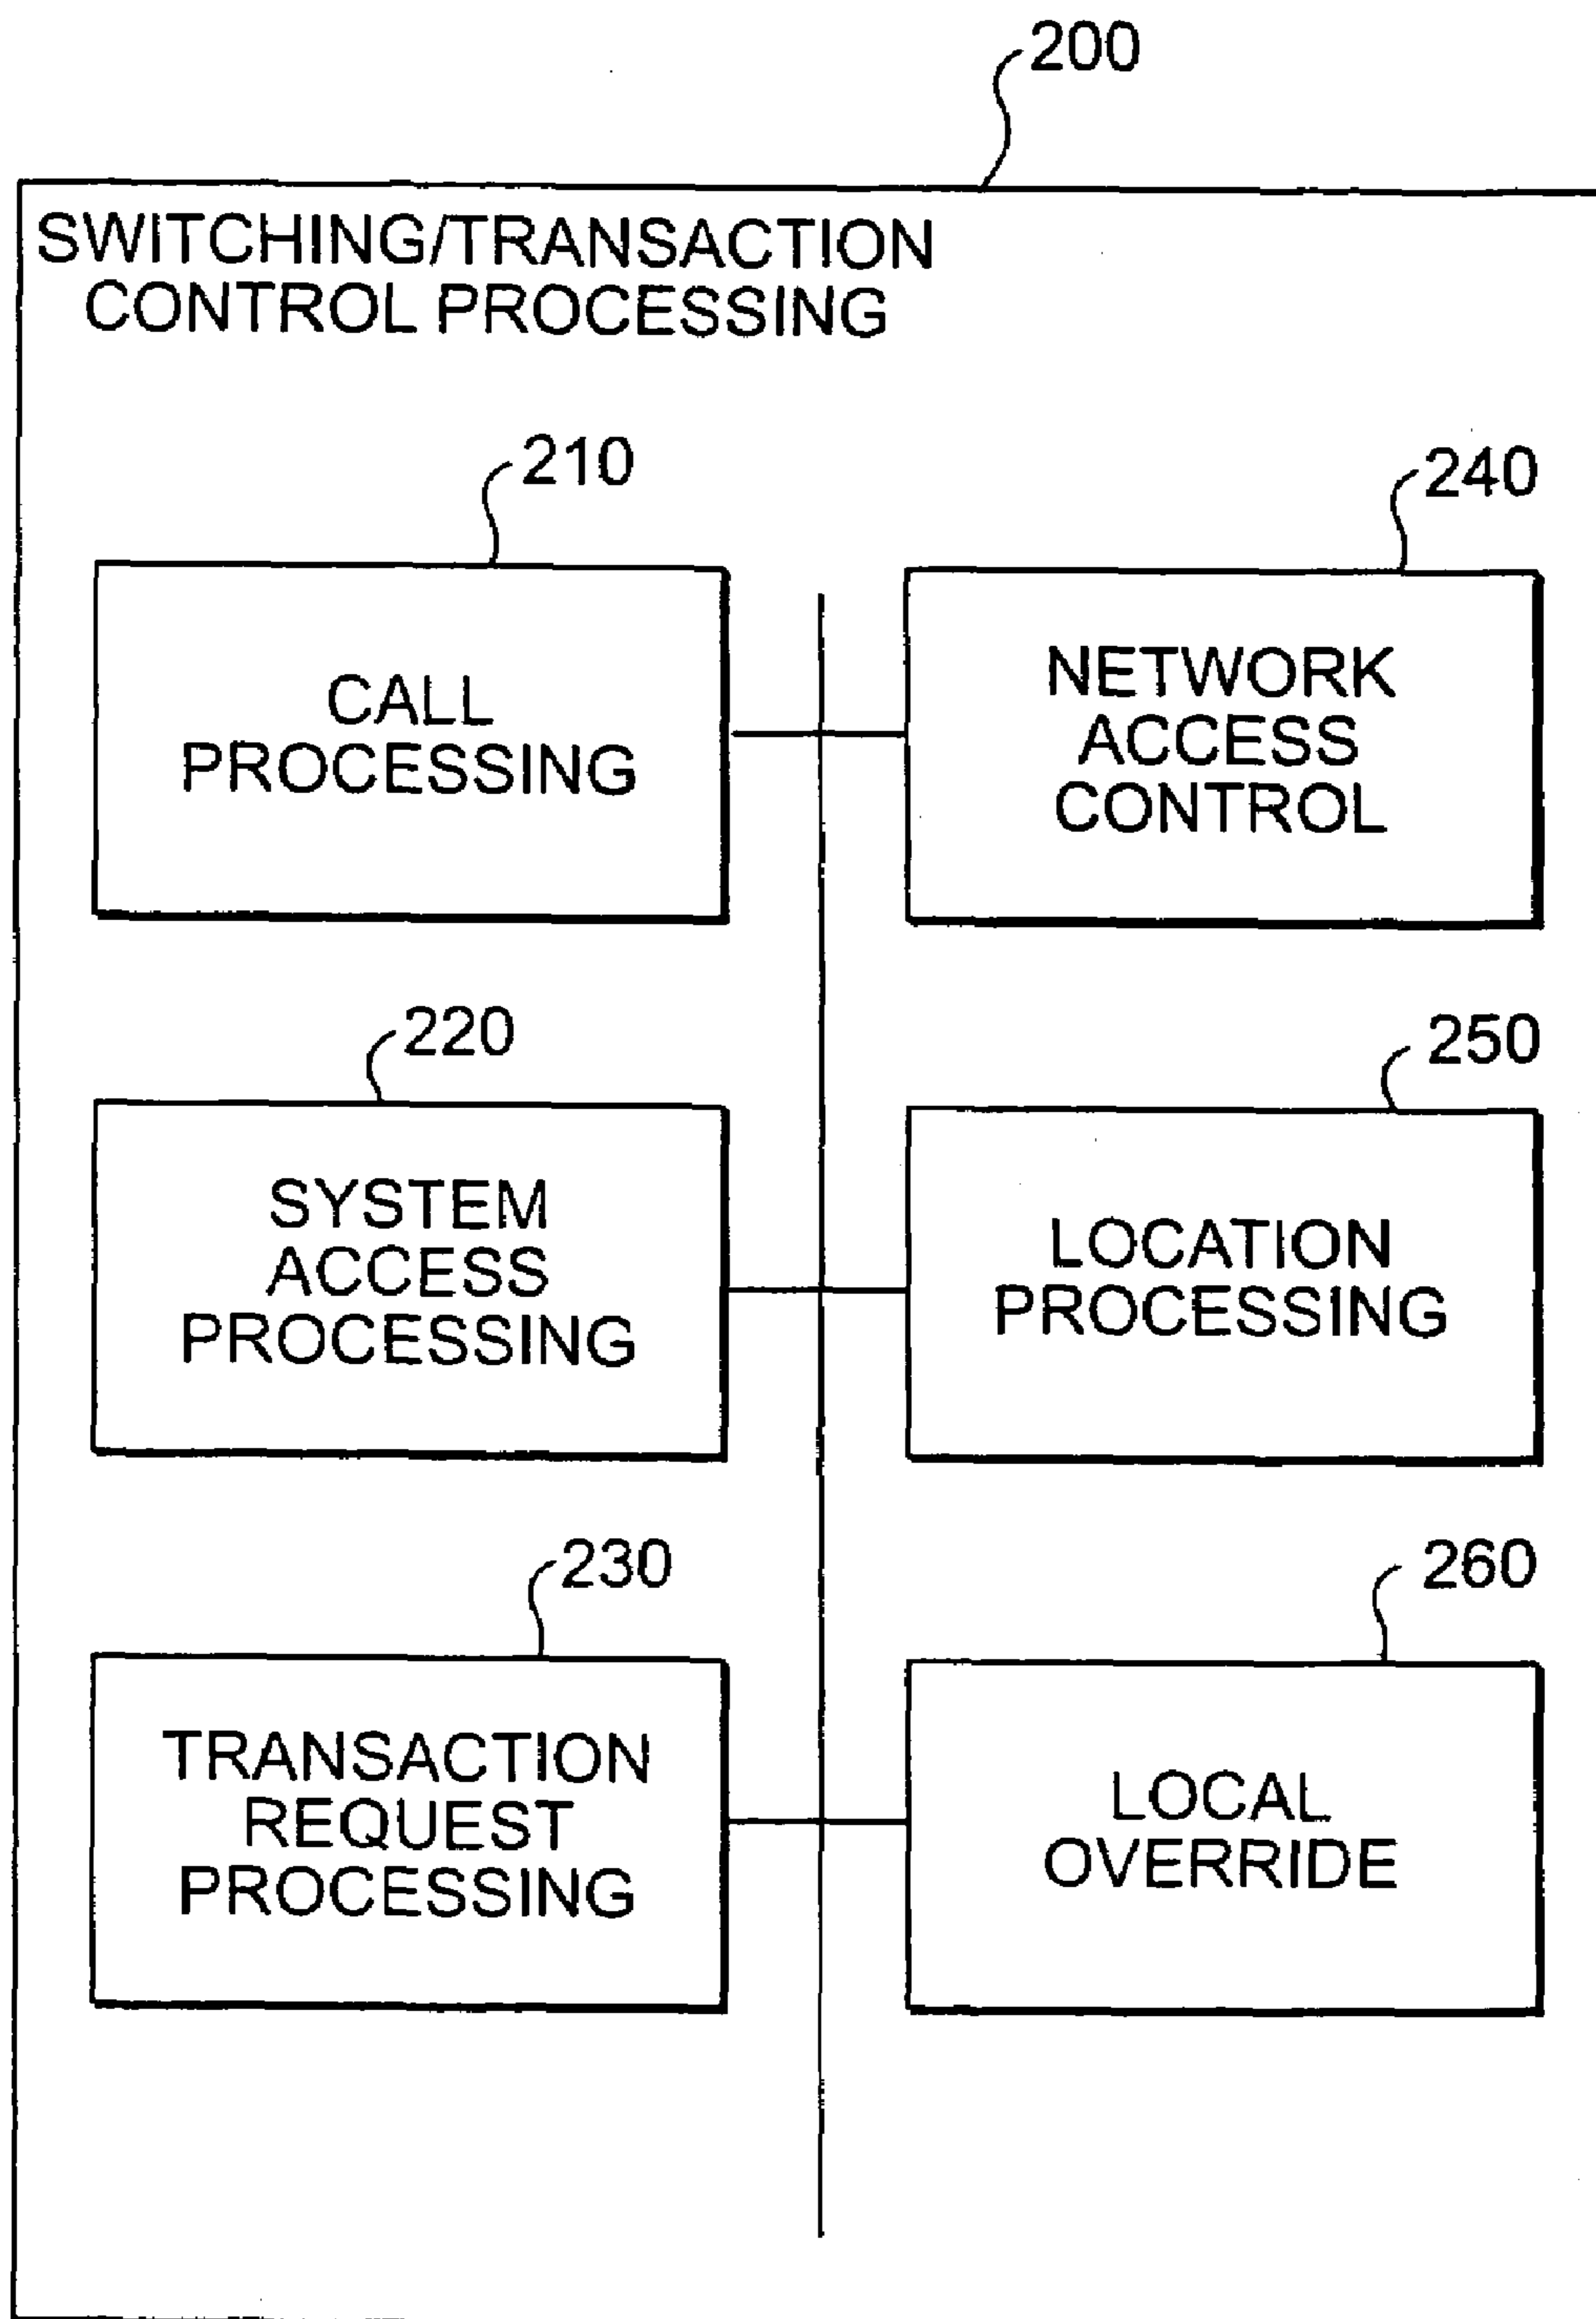 200
SWITCHING/TRANSACTION
CONTROL PROCESSING
210
CALL
PROCESSING
240
NETWORK
ACCESS
CONTROL
220
SYSTEM
ACCESS
PROCESSING
250
LOCATION
PROCESSING
230
TRANSACTION
REQUEST
PROCESSING
260
LOCAL
OVERRIDE